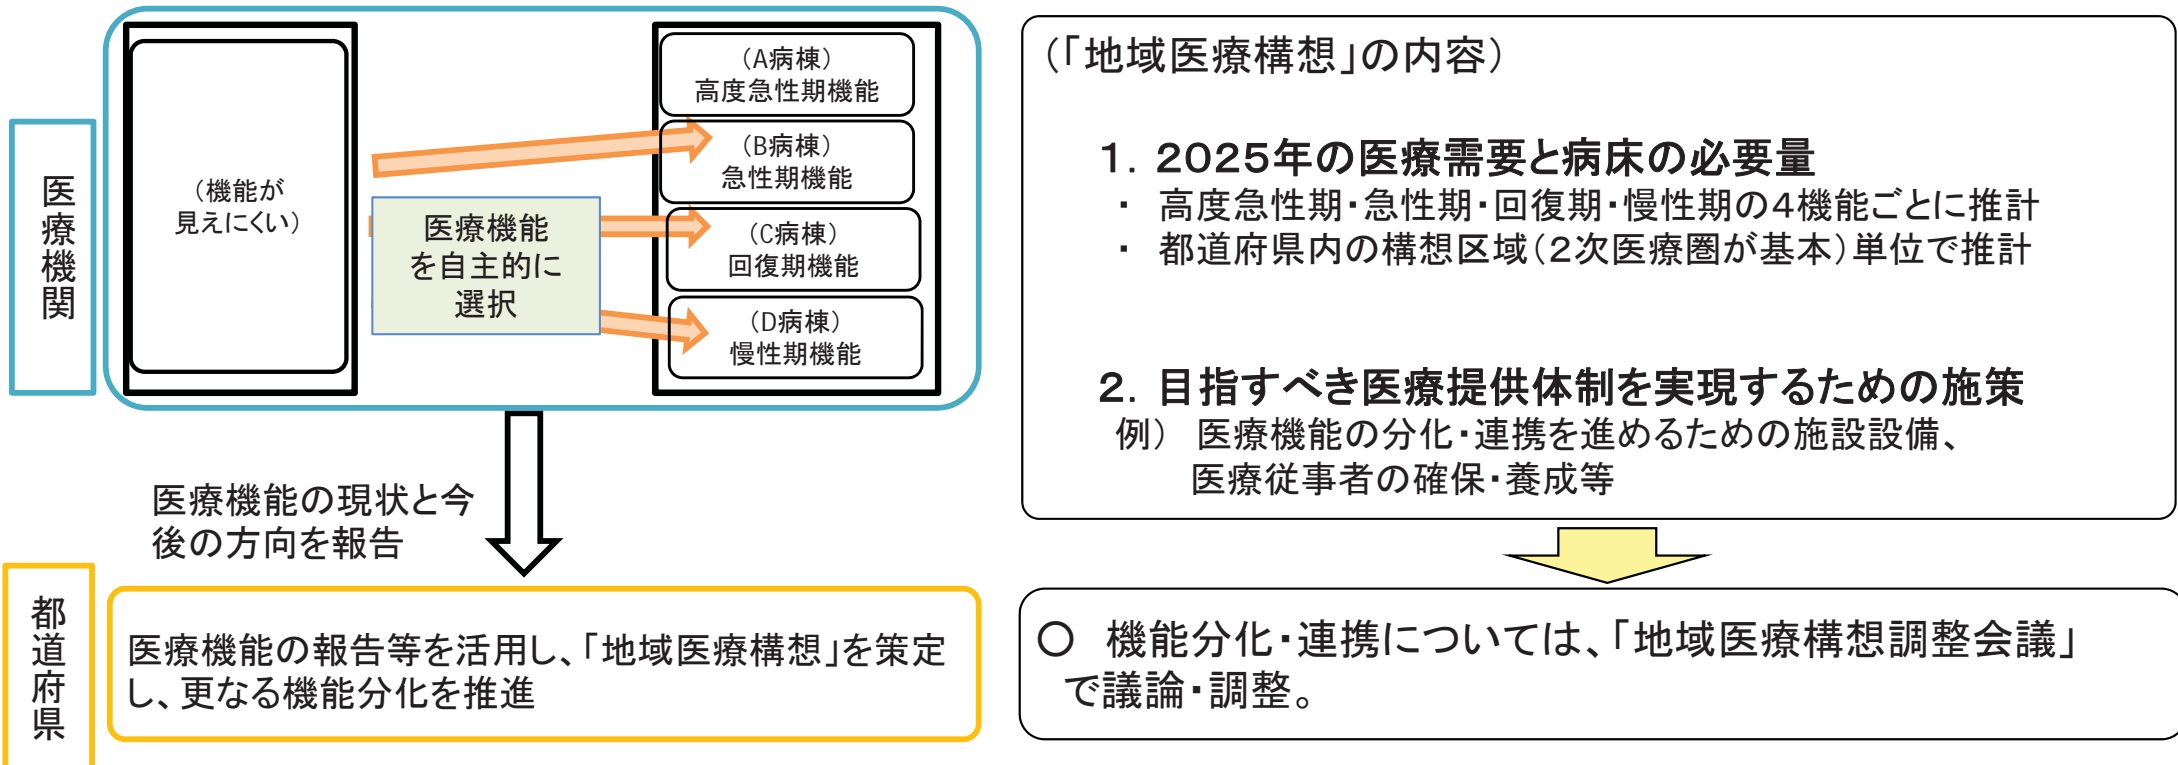 医療機関
(機能が
見えにくい)
医療機能
を自主的に
選択
(A病棟)
高度急性期機能
(B病棟)
急性期機能
(C病棟)
回復期機能
(D病棟)
慢性期機能
医療機能の現状と今
後の方向を報告
都道府県
医療機能の報告等を活用し、「地域医療構想」を策定
し、更なる機能分化を推進
(「地域医療構想」の内容)
1. 2025年の医療需要と病床の必要量
・ 高度急性期・急性期・回復期・慢性期の4機能ごとに推計
・ 都道府県内の構想区域(2次医療圏が基本)単位で推計
2. 目指すべき医療提供体制を実現するための施策
例) 医療機能の分化・連携を進めるための施設設備、
医療従事者の確保・養成等
○ 機能分化・連携については、「地域医療構想調整会議」
で議論・調整。